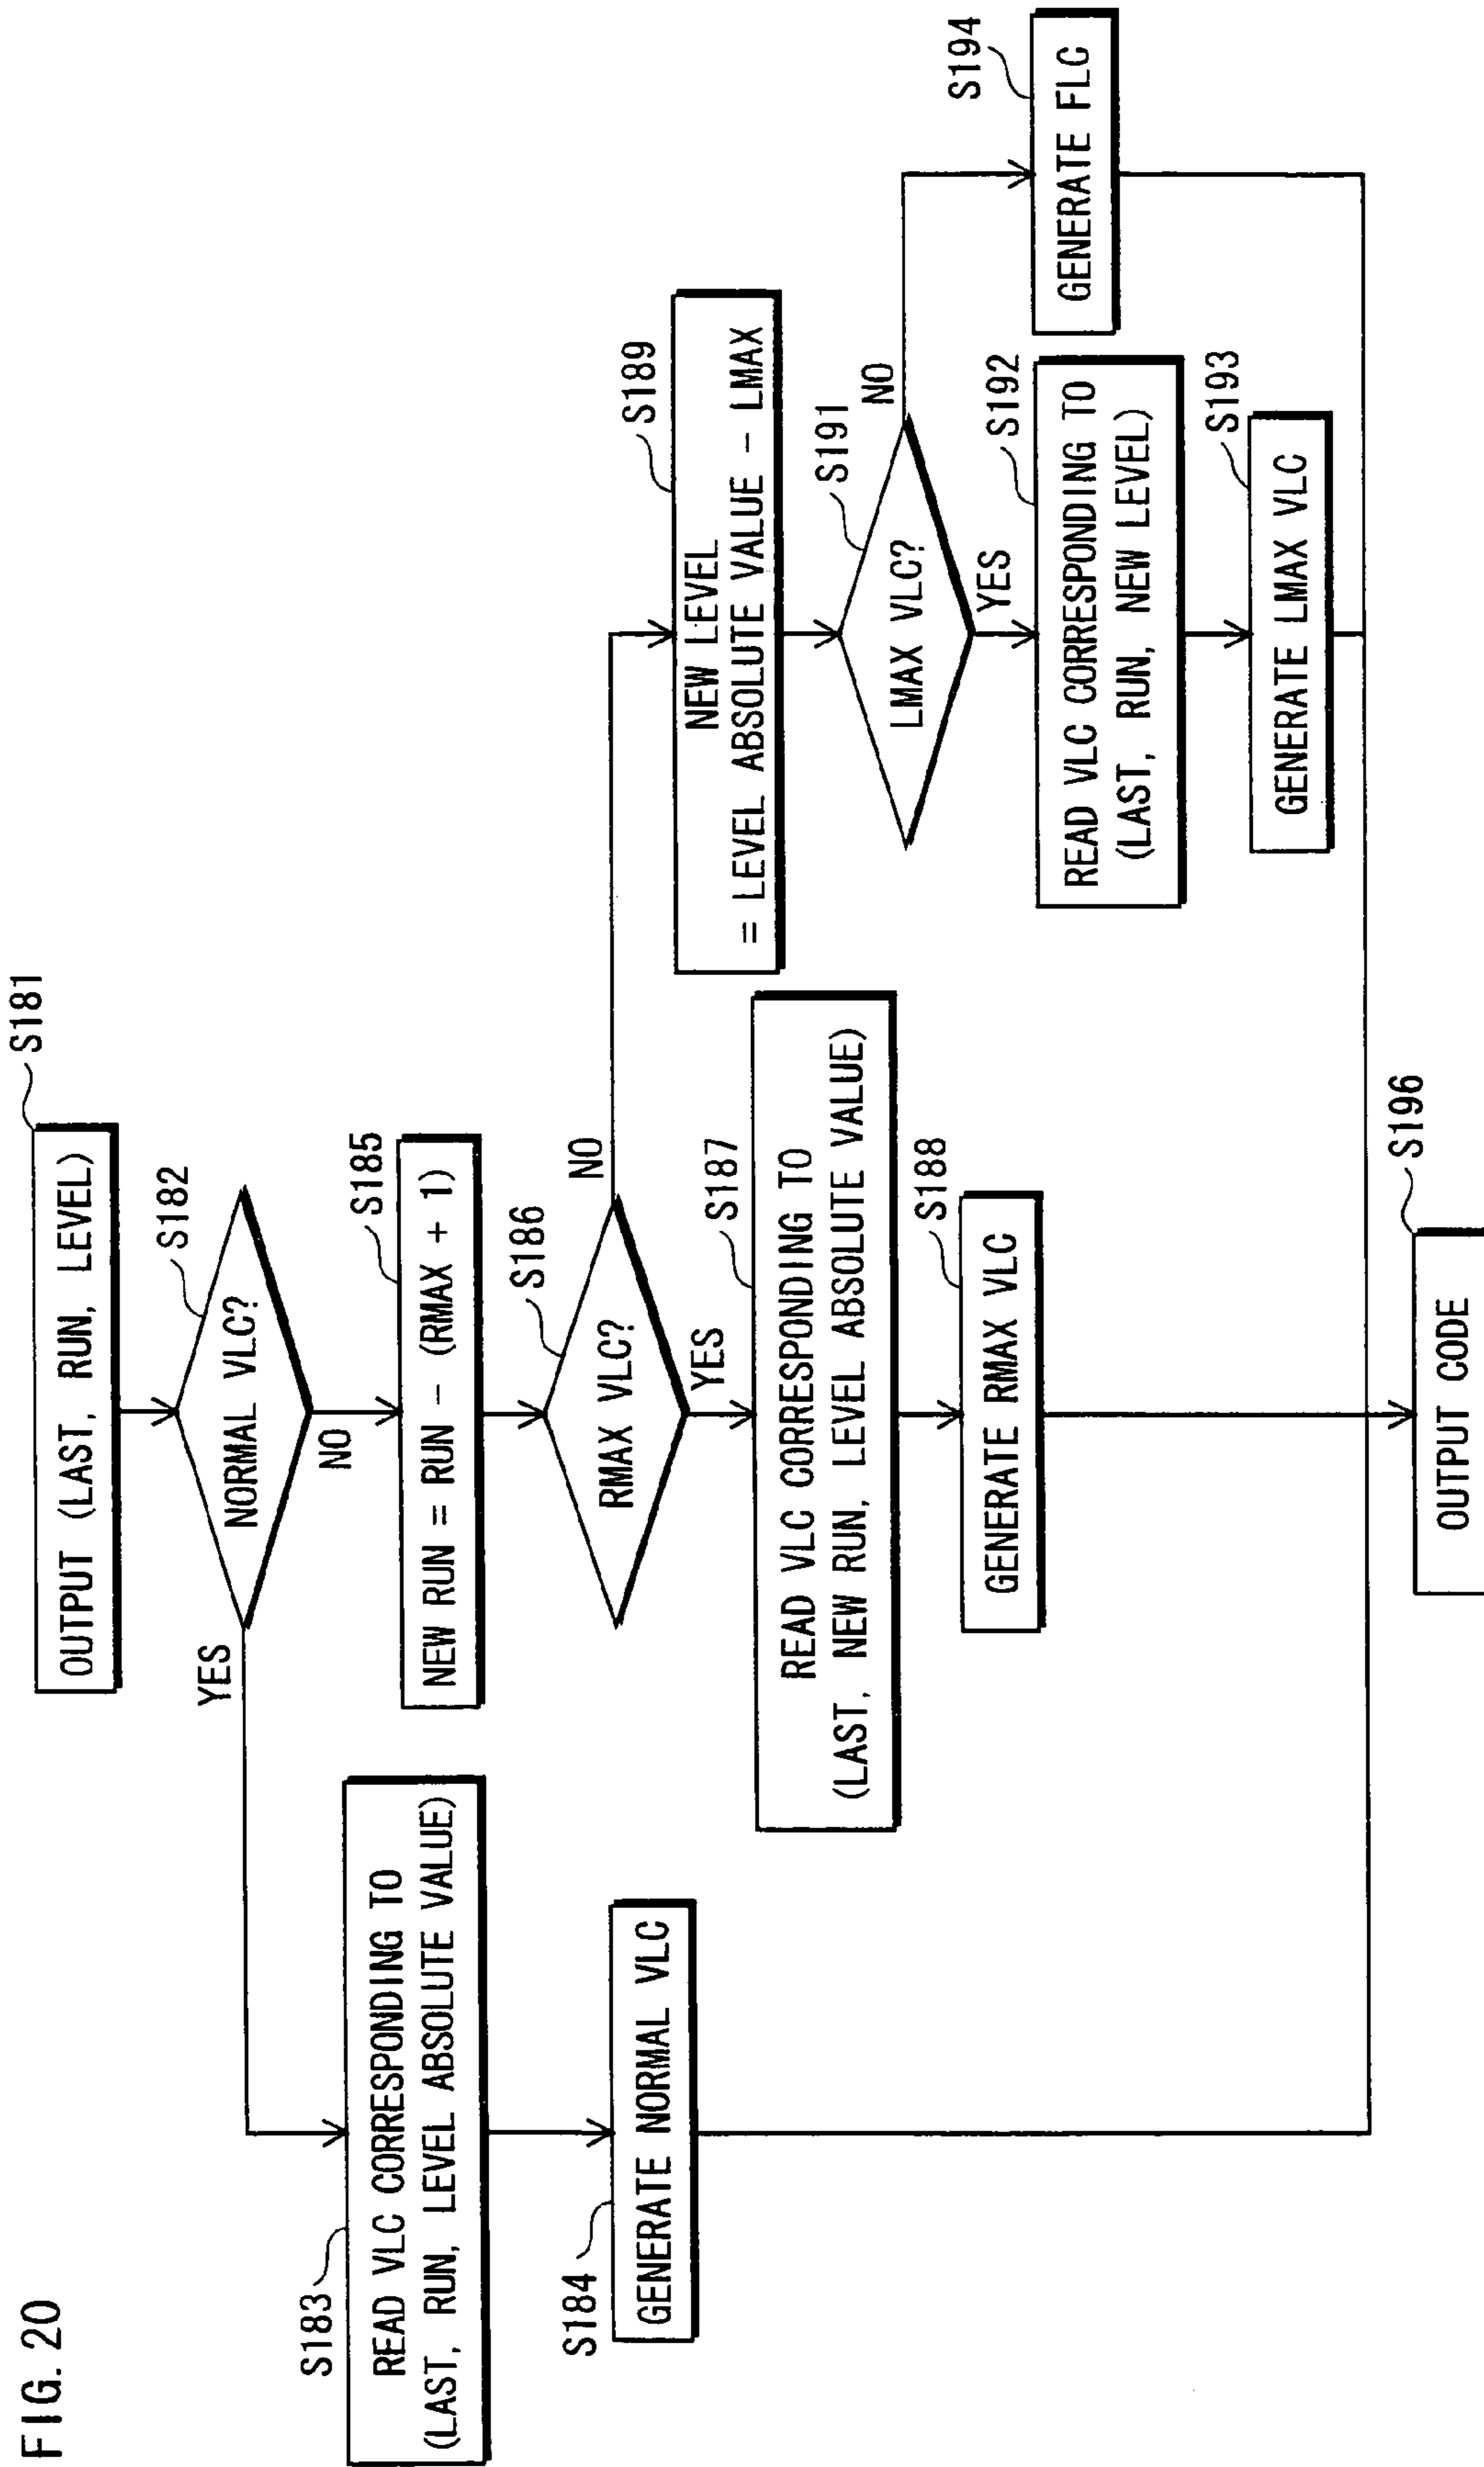 FIG. 20
OUTPUT (LAST, RUN, LEVEL)
S181
NORMAL VLC?
S182
YES
NO
READ VLC CORRESPONDING TO
(LAST, RUN, LEVEL ABSOLUTE VALUE)
S183
GENERATE NORMAL VLC
S184
NEW RUN = RUN - (RMAX + 1)
S185
RMAX VLC?
S186
NO
YES
READ VLC CORRESPONDING TO
(LAST, NEW RUN, LEVEL ABSOLUTE VALUE)
S187
GENERATE RMAX VLC
S188
NEW LEVEL
= LEVEL ABSOLUTE VALUE - LMAX
S189
LMAX VLC?
S191
NO
YES
READ VLC CORRESPONDING TO
(LAST, RUN, NEW LEVEL)
S192
GENERATE LMAX VLC
S193
GENERATE FLC
S194
OUTPUT CODE
S196